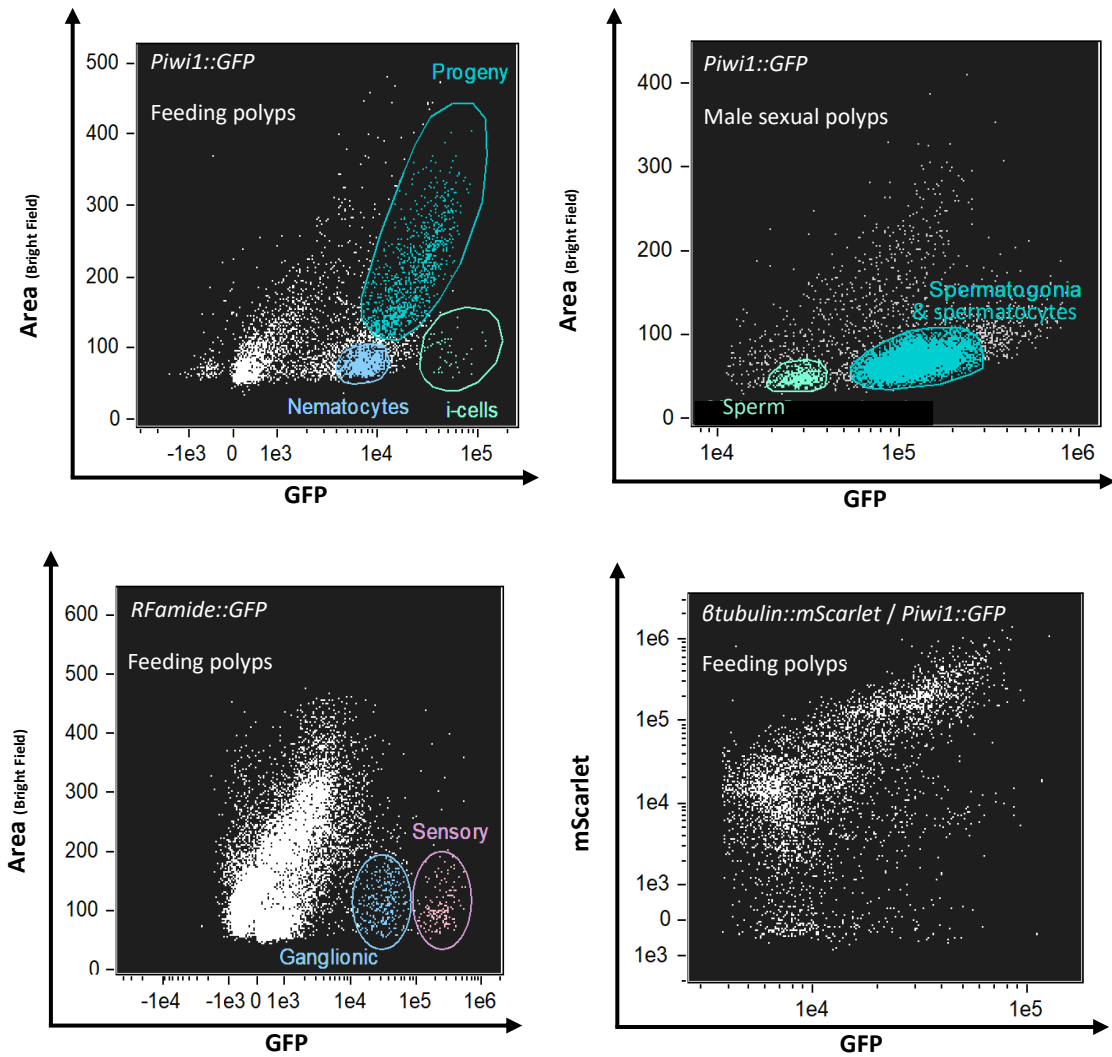 Piwi1::GFP
Feeding polyps
Progeny
Nematocytes
i-cells
500
400
300
200
100
0
-1e3 0 1e3 1e4 1e5
Area (Bright Field)
GFP
Piwi1::GFP
Male sexual polyps
Spermatogonia
& spermatocytes
Sperm
400
300
200
100
0
1e4 1e5 1e6
Area (Bright Field)
GFP
RFamide::GFP
Feeding polyps
Sensory
Ganglionic
600
500
400
300
200
100
0
-1e4 -1e3 0 1e3 1e4 1e5 1e6
Area (Bright Field)
GFP
βtubulin::mScarlet / Piwi1::GFP
Feeding polyps
1e6
1e5
1e4
1e3
0
1e3
1e4 1e5
mScarlet
GFP